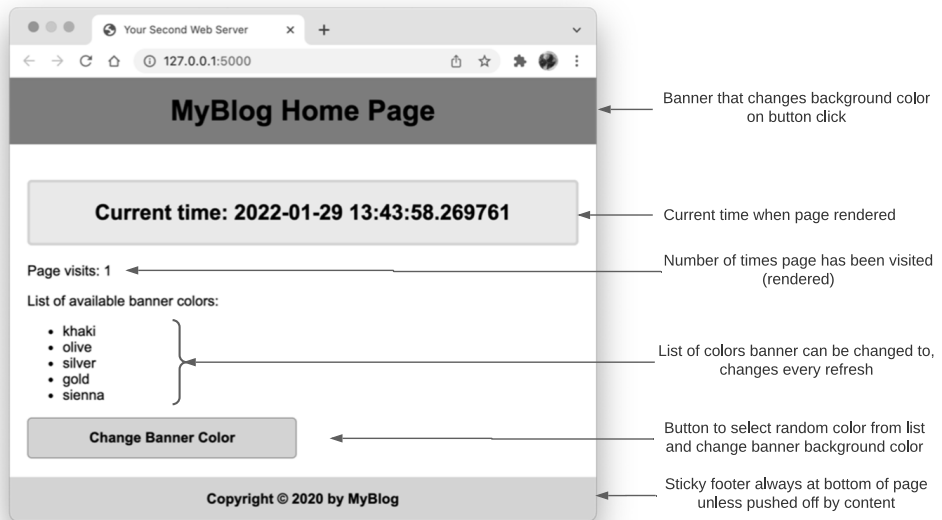 Your Second Web Server
127.0.0.1:5000
MyBlog Home Page
Banner that changes background color
on button click
Current time: 2022-01-29 13:43:58.269761
Current time when page rendered
Page visits: 1
Number of times page has been visited
(rendered)
List of available banner colors:
khaki
olive
silver
gold
sienna
List of colors banner can be changed to,
changes every refresh
Change Banner Color
Button to select random color from list
and change banner background color
Copyright © 2020 by MyBlog
Sticky footer always at bottom of page
unless pushed off by content